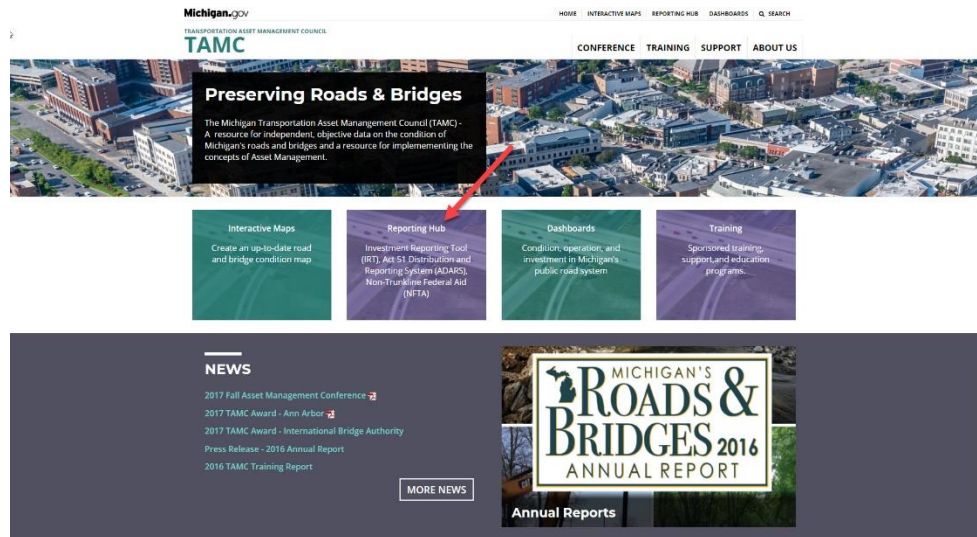 Michigan.gov
HOME INTERACTIVE MAPS REPORTING HUB DASHBOARDS SEARCH
TRANSPORTATION ASSET MANAGEMENT COUNCIL
TAMC
CONFERENCE TRAINING SUPPORT ABOUT US
Preserving Roads & Bridges
The Michigan Transportation Asset Mangement Council (TAMC) -
A resource for independent, objective data on the condition of
Michigan's roads and bridges and a resource for implemementing the
concepts of Asset Management.
Interactive Maps
Create an up-to-date road
and bridge condition map
Reporting Hub
Investment Reporting Tool
(IRT), Act 51 Distribution and
Reporting System (ADARS),
Non-Trunkline Federal Aid
(NFTA)
Dashboards
Condition, operation, and
investment in Michigan's
public road system
Training
Sponsored training,
support,and education
programs.
NEWS
2017 Fall Asset Management Conference
2017 TAMC Award - Ann Arbor
2017 TAMC Award - International Bridge Authority
Press Release - 2016 Annual Report
2016 TAMC Training Report
MORE NEWS
MICHIGAN'S
ROADS &
BRIDGES 2016
ANNUAL REPORT
Annual Reports